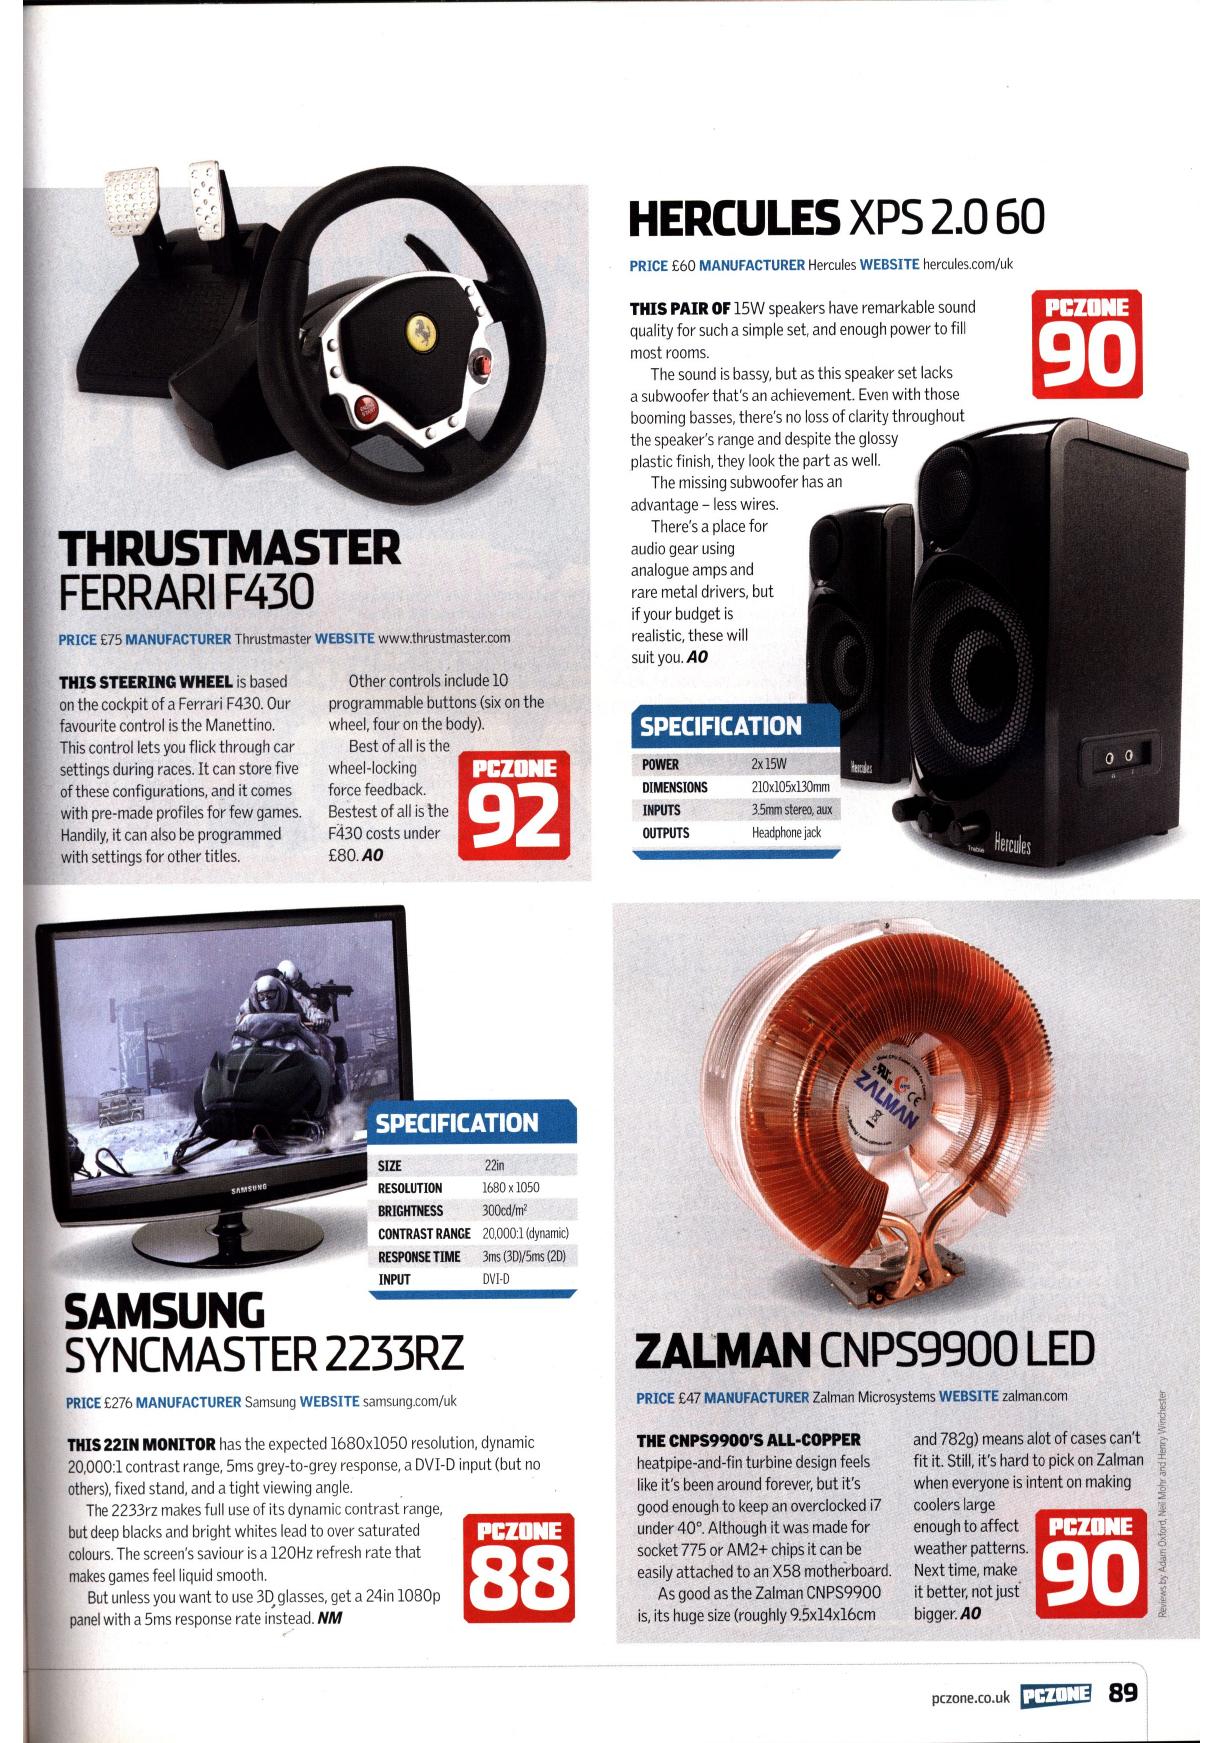 THRUSTMASTER
FERRARI F430
PRICE £75 MANUFACTURER Thrustmaster WEBSITE www.thrustmaster.com
THIS STEERING WHEEL is based
on the cockpit of a Ferrari F430. Our
favourite control is the Manettino.
This control lets you flick through car
settings during races. It can store five
of these configurations, and it comes
with pre-made profiles for few games.
Handily, it can also be programmed
with settings for other titles.
Other controls include 10
programmable buttons (six on the
wheel, four on the body).
Best of all is the
wheel-locking
force feedback.
Bestest of all is the
F430 costs under
£80. AO
PCZONE
92
HERCULES XPS 2.0 60
PRICE £60 MANUFACTURER Hercules WEBSITE hercules.com/uk
THIS PAIR OF 15W speakers have remarkable sound
quality for such a simple set, and enough power to fill
most rooms.
The sound is bassy, but as this speaker set lacks
a subwoofer that's an achievement. Even with those
booming basses, there's no loss of clarity throughout
the speaker's range and despite the glossy
plastic finish, they look the part as well.
The missing subwoofer has an
advantage – less wires.
There's a place for
audio gear using
analogue amps and
rare metal drivers, but
if your budget is
realistic, these will
suit you. AO
PCZONE
90
SPECIFICATION
POWER 2x 15W
DIMENSIONS 210x105x130mm
INPUTS 3.5mm stereo, aux
OUTPUTS Headphone jack
Hercules
Treble
Hercules
SAMSUNG
SPECIFICATION
SIZE 22in
RESOLUTION 1680 x 1050
BRIGHTNESS 300cd/m²
CONTRAST RANGE 20,000:1 (dynamic)
RESPONSE TIME 3ms (3D)/5ms (2D)
INPUT DVI-D
SAMSUNG
SYNCMASTER 2233RZ
PRICE £276 MANUFACTURER Samsung WEBSITE samsung.com/uk
THIS 22IN MONITOR has the expected 1680x1050 resolution, dynamic
20,000:1 contrast range, 5ms grey-to-grey response, a DVI-D input (but no
others), fixed stand, and a tight viewing angle.
The 2233rz makes full use of its dynamic contrast range,
but deep blacks and bright whites lead to over saturated
colours. The screen's saviour is a 120Hz refresh rate that
makes games feel liquid smooth.
But unless you want to use 3D glasses, get a 24in 1080p
panel with a 5ms response rate instead. NM
PCZONE
88
ZALMAN
ZALMAN CNPS9900 LED
PRICE £47 MANUFACTURER Zalman Microsystems WEBSITE zalman.com
THE CNPS9900'S ALL-COPPER
heatpipe-and-fin turbine design feels
like it's been around forever, but it's
good enough to keep an overclocked i7
under 40°. Although it was made for
socket 775 or AM2+ chips it can be
easily attached to an X58 motherboard.
As good as the Zalman CNPS9900
is, its huge size (roughly 9.5x14x16cm
and 782g) means alot of cases can't
fit it. Still, it's hard to pick on Zalman
when everyone is intent on making
coolers large
enough to affect
weather patterns.
Next time, make
it better, not just
bigger. AO
PCZONE
90
Reviews by Adam Oxford, Neil Mohr and Henry Winchester
pczone.co.uk PCZONE 89